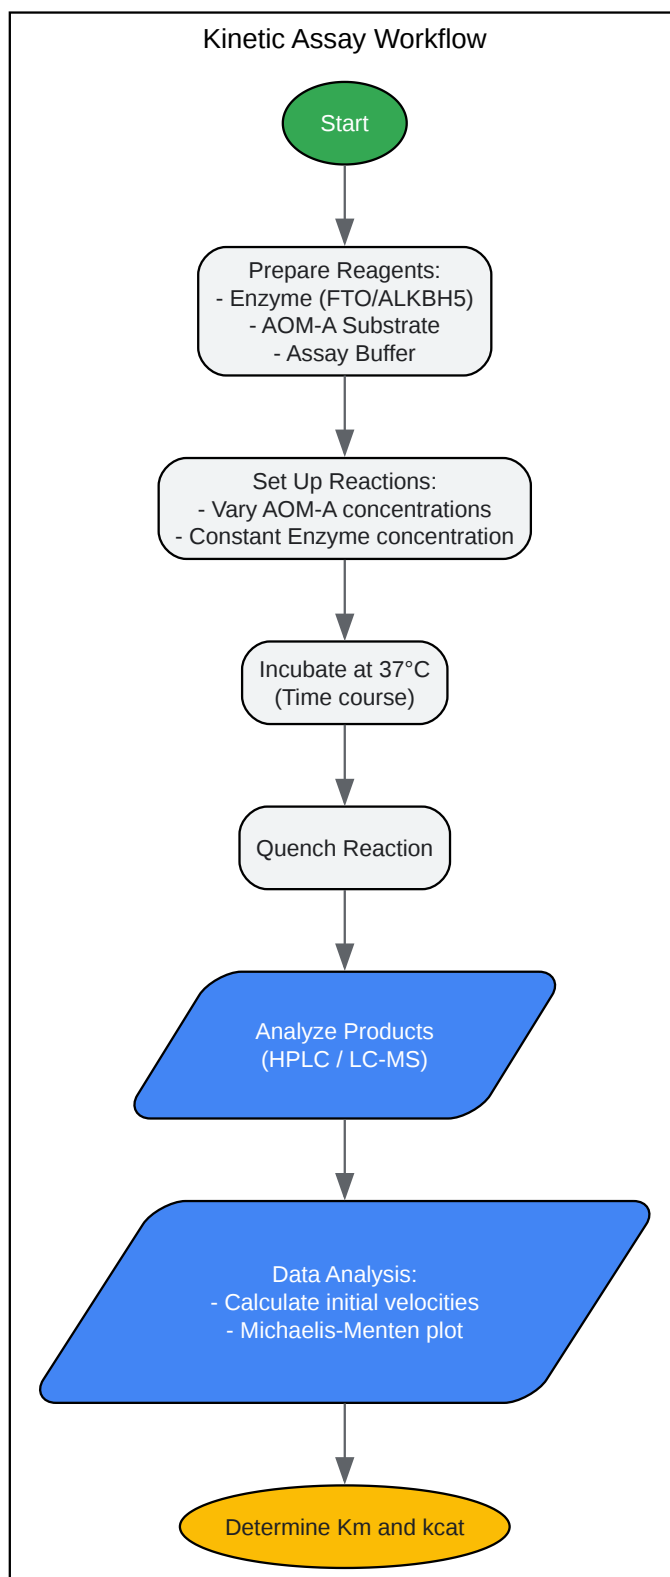 Kinetic Assay Workflow
Start
Prepare Reagents:
- Enzyme (FTO/ALKBH5)
- AOM-A Substrate
- Assay Buffer
Set Up Reactions:
- Vary AOM-A concentrations
- Constant Enzyme concentration
Incubate at 37°C
(Time course)
Quench Reaction
Analyze Products
(HPLC / LC-MS)
Data Analysis:
- Calculate initial velocities
- Michaelis-Menten plot
Determine Km and kcat